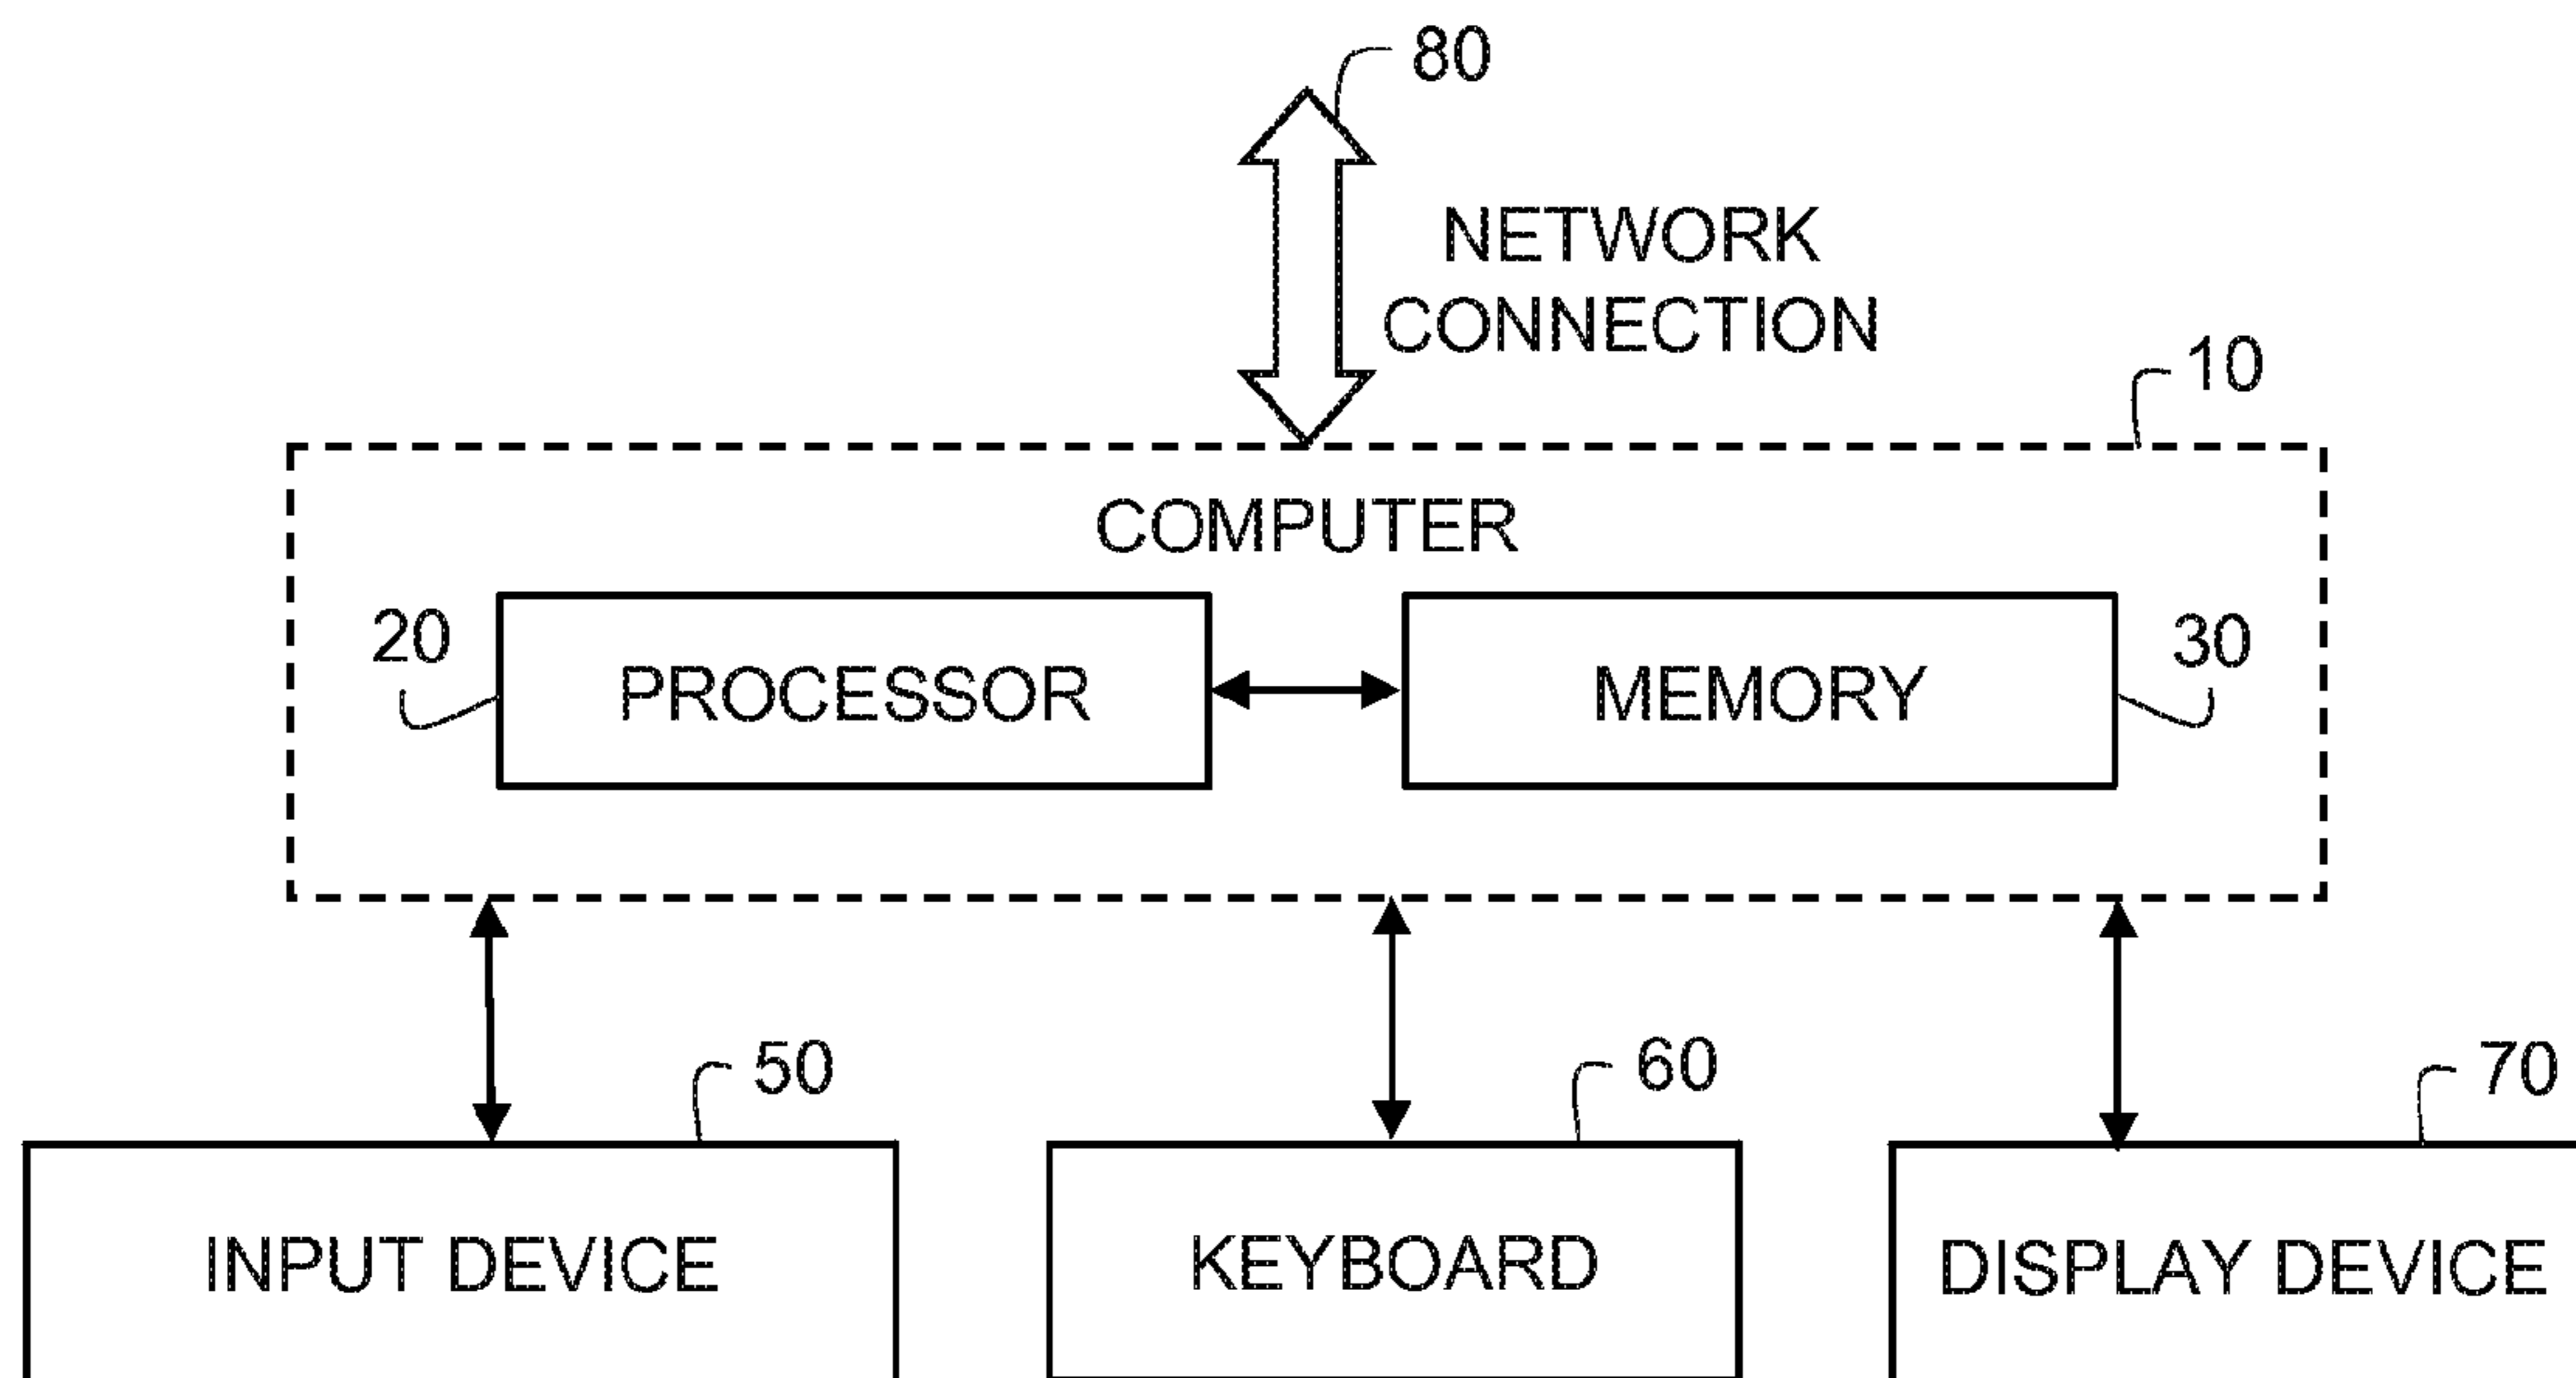 80
NETWORK
CONNECTION
10
COMPUTER
20
PROCESSOR
MEMORY
30
50
60
70
INPUT DEVICE
KEYBOARD
DISPLAY DEVICE